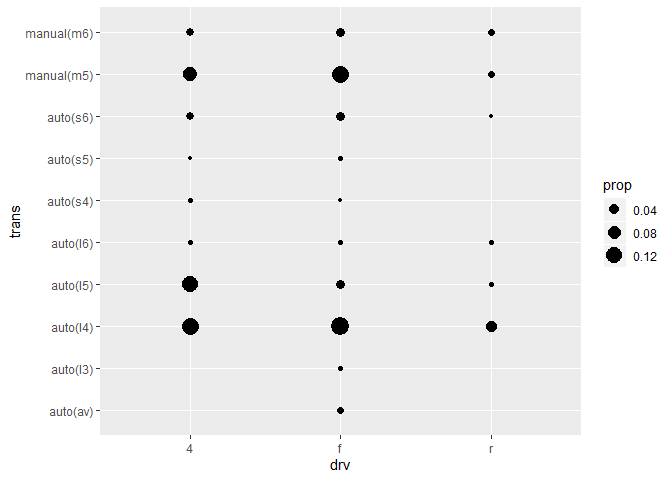 manual(m6)
manual(m5)
auto(s6)
auto(s5)
auto(s4)
auto(l6)
auto(l5)
auto(l4)
auto(l3)
auto(av)
trans
4
f
r
drv
prop
0.04
0.08
0.12